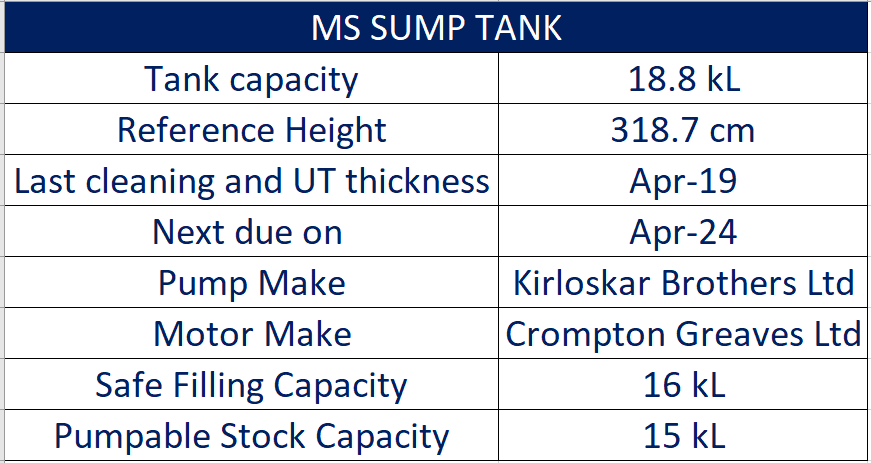 MS SUMP TANK
Tank capacity 18.8 kL
Reference Height 318.7 cm
Last cleaning and UT thickness Apr-19
Next due on Apr-24
Pump Make Kirloskar Brothers Ltd
Motor Make Crompton Greaves Ltd
Safe Filling Capacity 16 kL
Pumpable Stock Capacity 15 kL